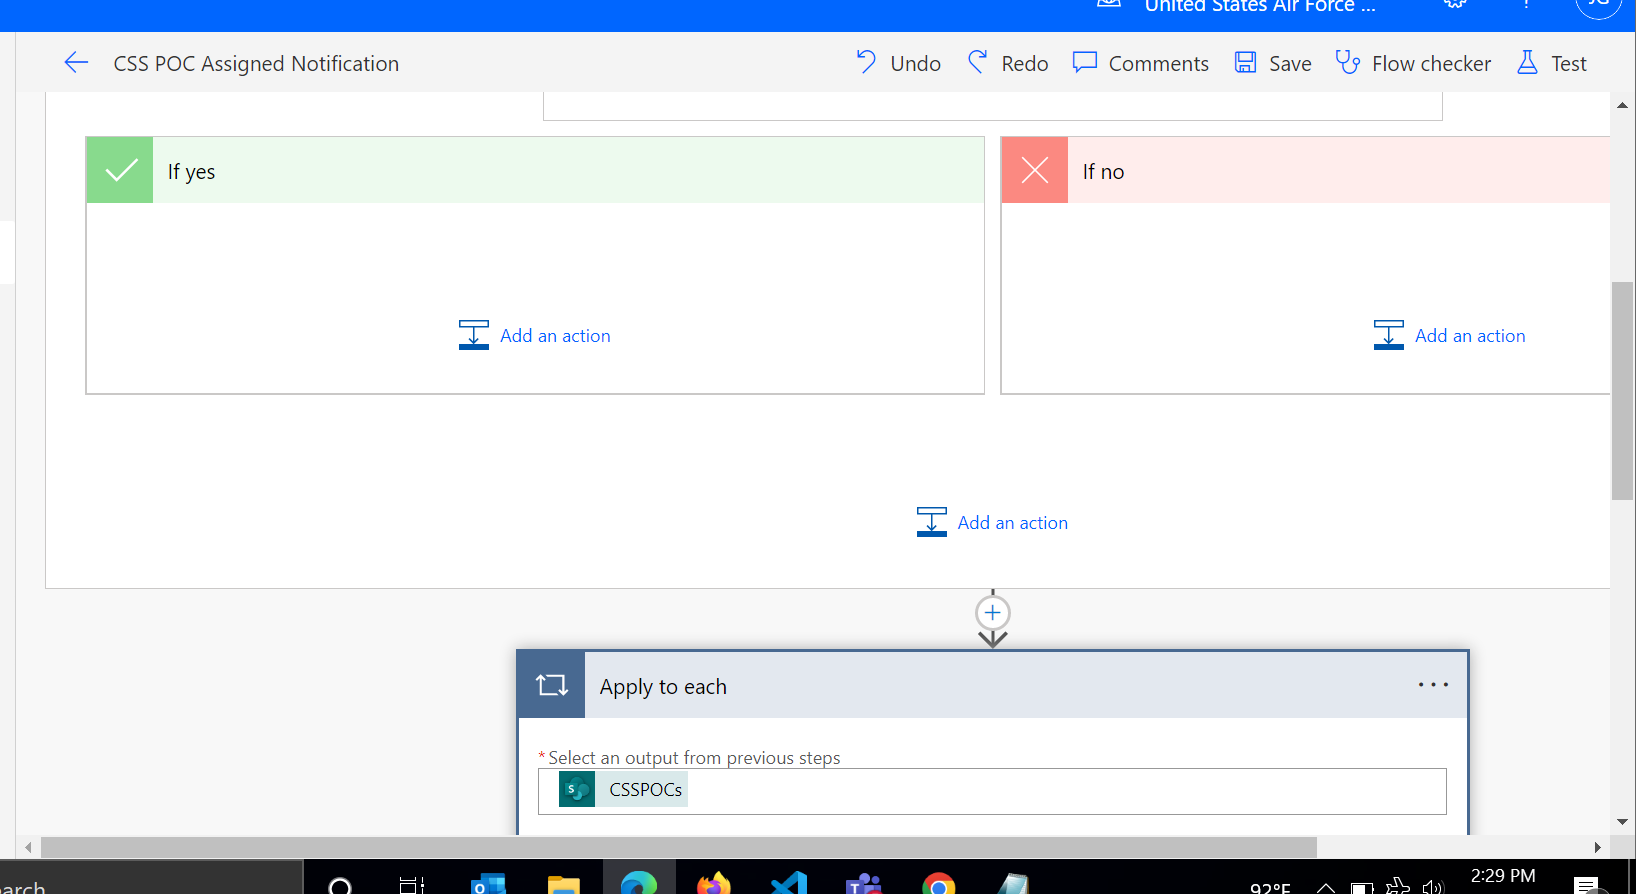 United States Air Force ...
CSS POC Assigned Notification
Undo
Redo
Comments
Save
Flow checker
Test
If yes
If no
Add an action
Add an action
Add an action
Apply to each
*Select an output from previous steps
CSSPOCs
arch
92°F
2:29 PM